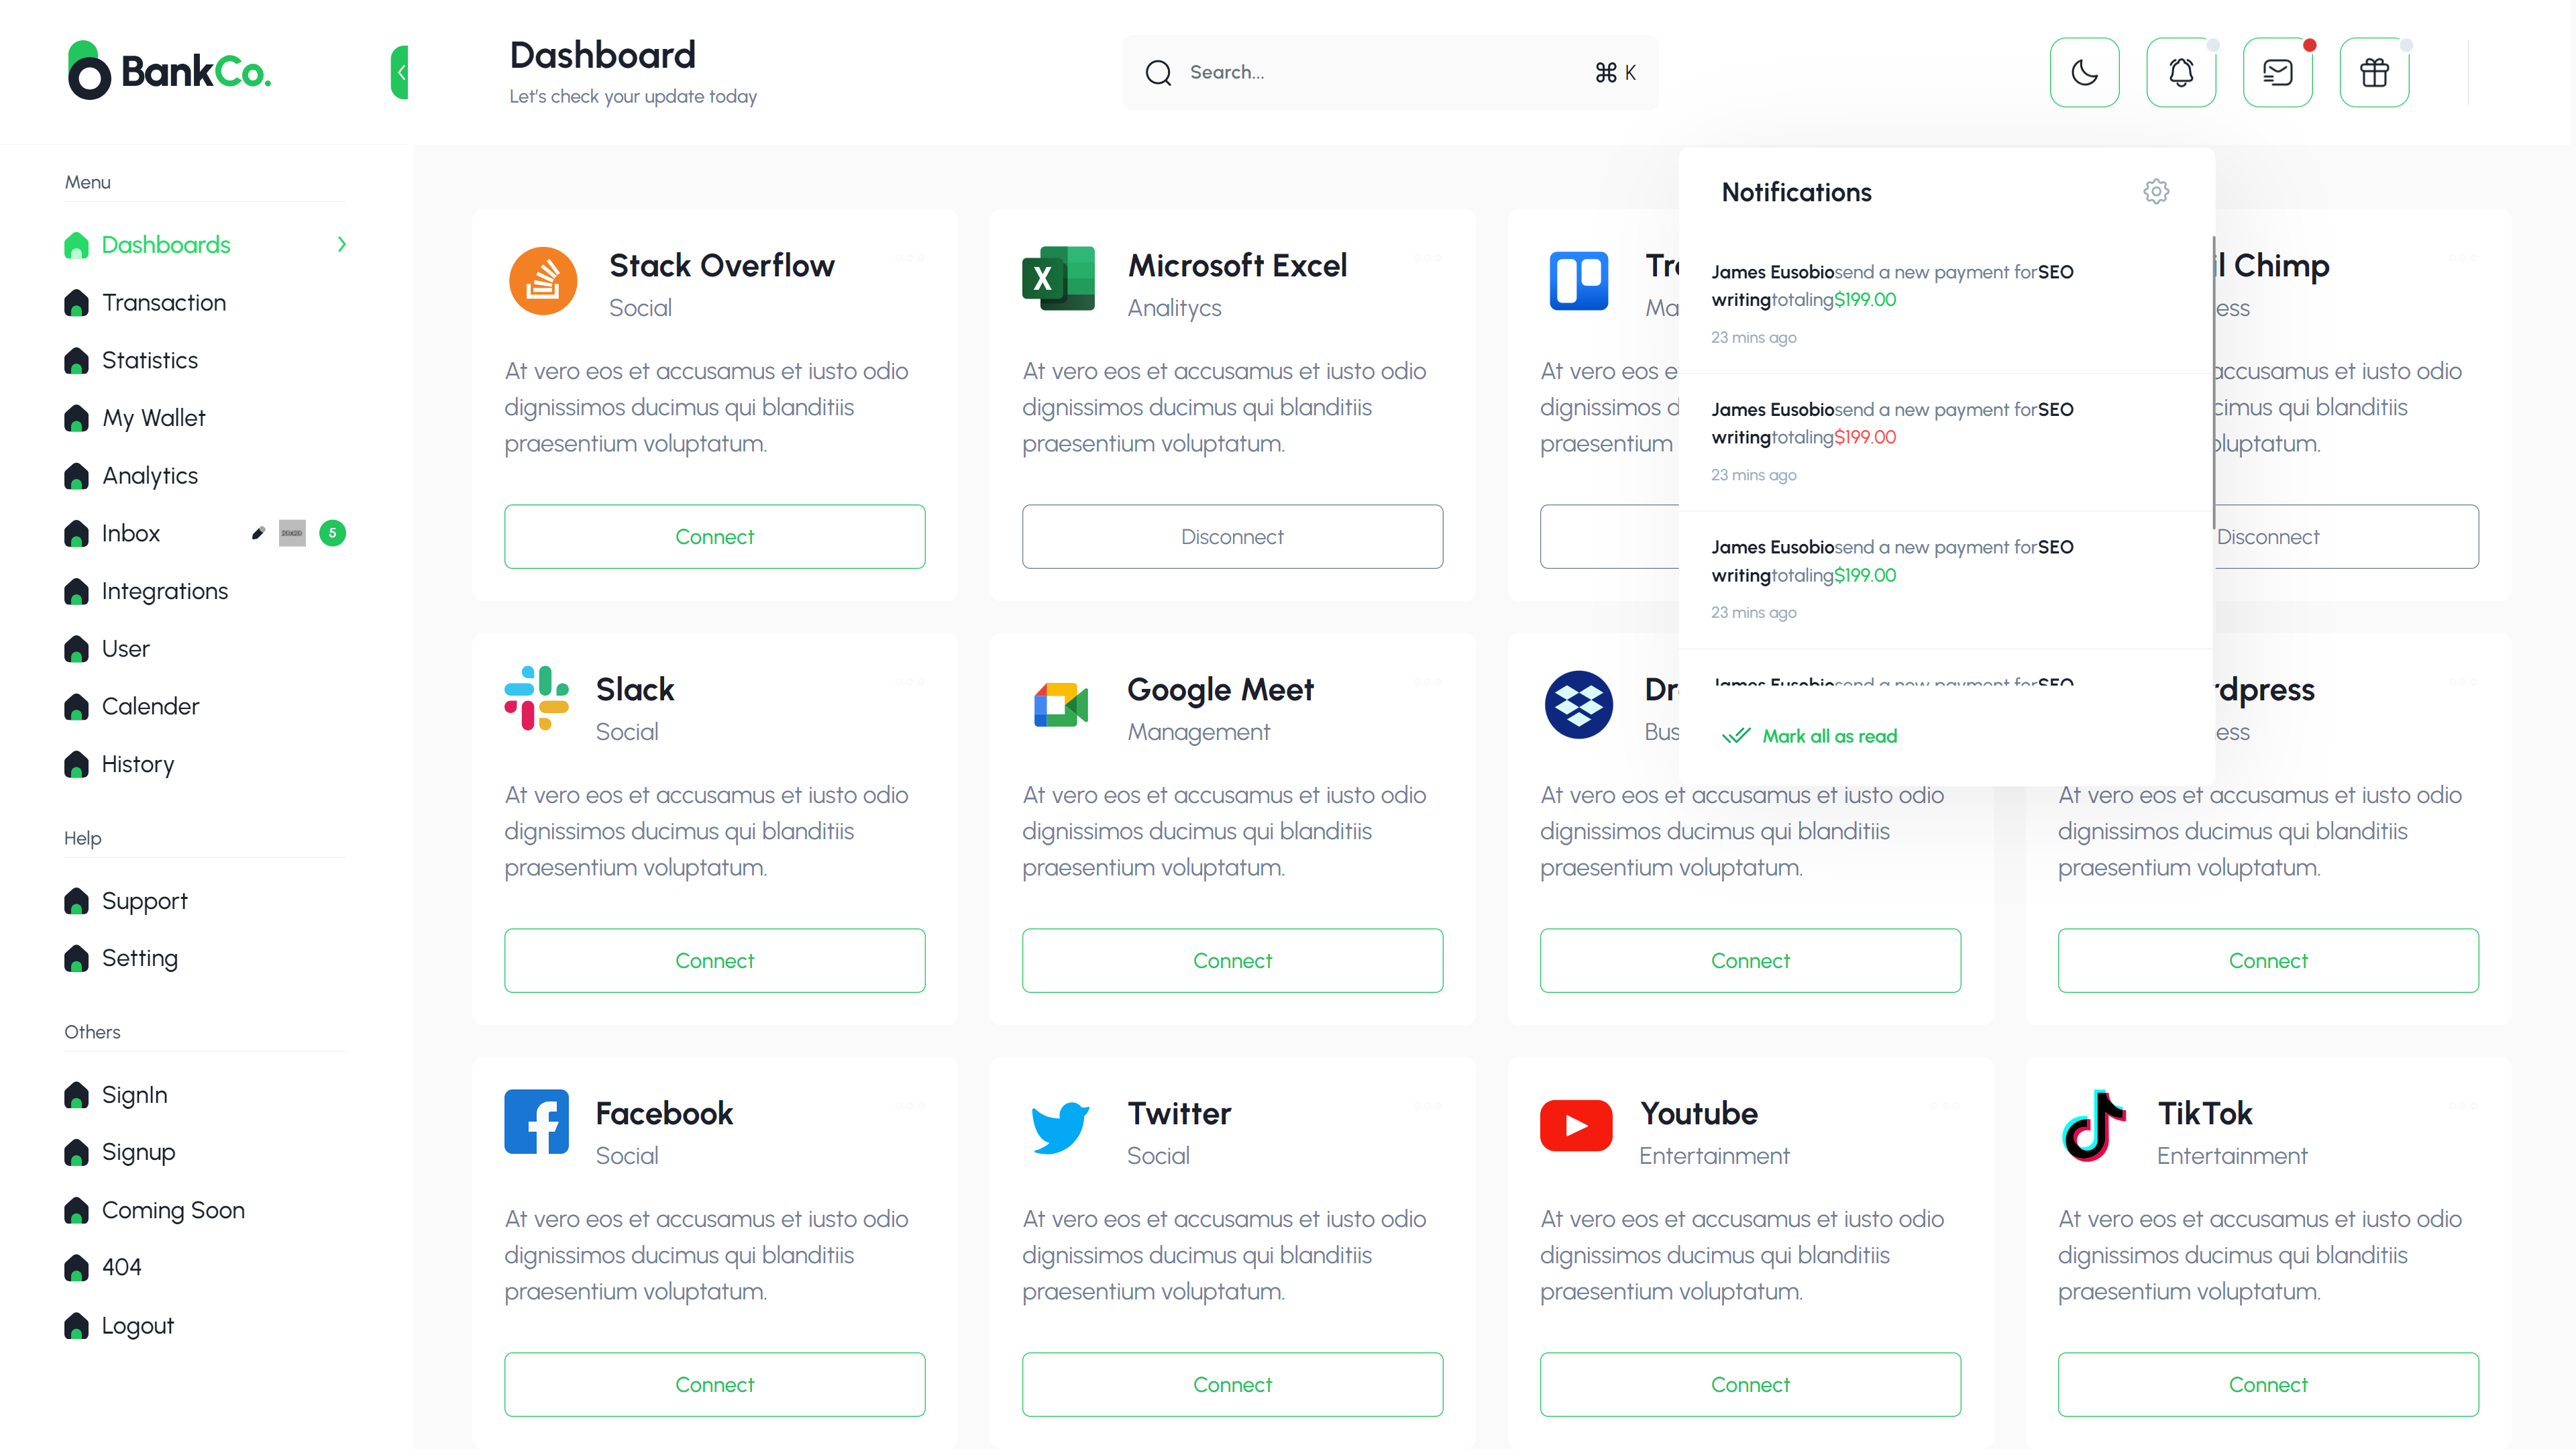 BankCo.
Dashboard
Let's check your update today
Search...
⌘ K
Menu
Dashboards
Transaction
Statistics
My Wallet
Analytics
Inbox
5
Integrations
User
Calender
History
Help
Support
Setting
Others
SignIn
Signup
Coming Soon
404
Logout
Notifications
James Eusobiosend a new payment forSEO
writingtotaling$199.00
23 mins ago
James Eusobiosend a new payment forSEO
writingtotaling$199.00
23 mins ago
James Eusobiosend a new payment forSEO
writingtotaling$199.00
23 mins ago
James Eusobiosend a new payment forSEO
Mark all as read
Stack Overflow
Social
At vero eos et accusamus et iusto odio
dignissimos ducimus qui blanditiis
praesentium voluptatum.
Connect
Microsoft Excel
Analitycs
At vero eos et accusamus et iusto odio
dignissimos ducimus qui blanditiis
praesentium voluptatum.
Disconnect
At vero eos
dignissimos
praesentium
Chimp
accusamus et iusto odio
blanditiis
Disconnect
Slack
Social
At vero eos et accusamus et iusto odio
dignissimos ducimus qui blanditiis
praesentium voluptatum.
Connect
Google Meet
Management
At vero eos et accusamus et iusto odio
dignissimos ducimus qui blanditiis
praesentium voluptatum.
Connect
At vero eos et accusamus et iusto odio
dignissimos ducimus qui blanditiis
praesentium voluptatum.
Connect
At vero eos et accusamus et iusto odio
dignissimos ducimus qui blanditiis
praesentium voluptatum.
Connect
Facebook
Social
At vero eos et accusamus et iusto odio
dignissimos ducimus qui blanditiis
praesentium voluptatum.
Connect
Twitter
Social
At vero eos et accusamus et iusto odio
dignissimos ducimus qui blanditiis
praesentium voluptatum.
Connect
Youtube
Entertainment
At vero eos et accusamus et iusto odio
dignissimos ducimus qui blanditiis
praesentium voluptatum.
Connect
TikTok
Entertainment
At vero eos et accusamus et iusto odio
dignissimos ducimus qui blanditiis
praesentium voluptatum.
Connect